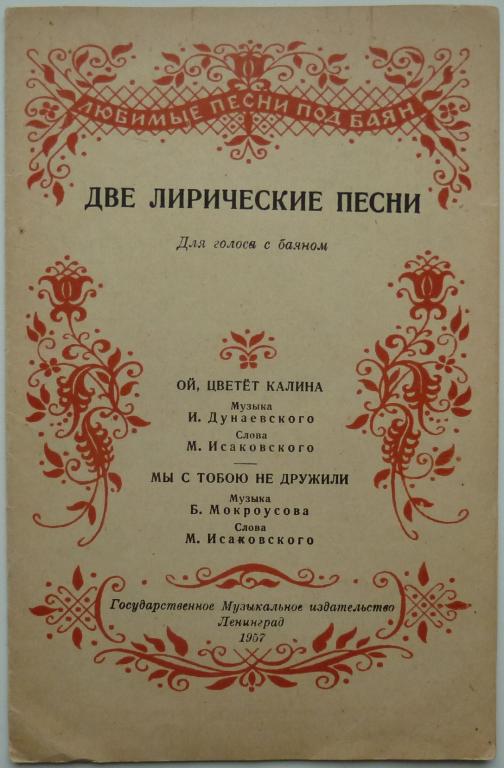 ЛЮБИМЫЕ ПЕСНИ ПОД БАЯН
ДВЕ ЛИРИЧЕСКИЕ ПЕСНИ
Для голоса с баяном
ОЙ, ЦВЕТЁТ КАЛИНА
Музыка
И. Дунаевского
Слова
М. Исаковского
МЫ С ТОБОЮ НЕ ДРУЖИЛИ
Музыка
Б. Мокроусова
Слова
М. Исаковского
Государственное Музыкальное издательство
Ленинград
1957